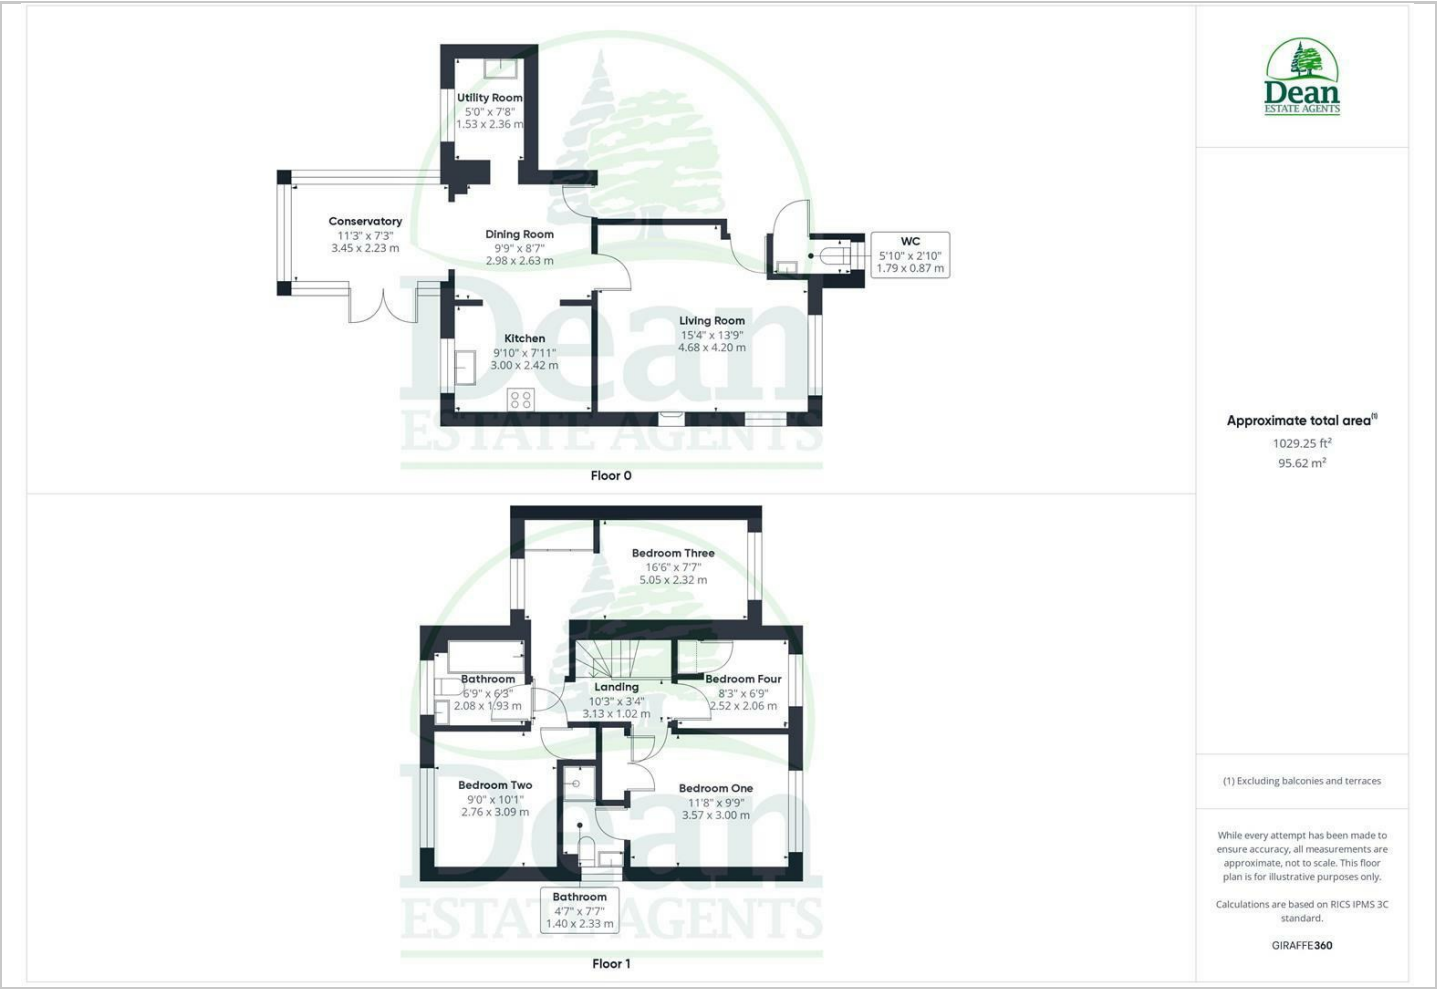 Utility Room
5'0" x 7'8"
1.53 x 2.36 m
Conservatory
11'3" x 7'3"
3.45 x 2.23 m
Dining Room
9'9" x 8'7"
2.98 x 2.63 m
WC
5'10" x 2'10"
1.79 x 0.87 m
Kitchen
9'10" x 7'11"
3.00 x 2.42 m
Living Room
15'4" x 13'9"
4.68 x 4.20 m
Dean
ESTATE AGENTS
Floor 0
Bedroom Three
16'6" x 7'7"
5.05 x 2.32 m
Bathroom
6'9" x 6'3"
2.08 x 1.93 m
Landing
10'3" x 3'4"
3.13 x 1.02 m
Bedroom Four
8'3" x 6'9"
2.52 x 2.06 m
Bedroom Two
9'0" x 10'1"
2.76 x 3.09 m
Bedroom One
11'8" x 9'9"
3.57 x 3.00 m
Bathroom
4'7" x 7'7"
1.40 x 2.33 m
Dean
ESTATE AGENTS
Floor 1
Dean
ESTATE AGENTS
Approximate total area(1)
1029.25 ft²
95.62 m²
(1) Excluding balconies and terraces
While every attempt has been made to
ensure accuracy, all measurements are
approximate, not to scale. This floor
plan is for illustrative purposes only.
Calculations are based on RICS IPMS 3C
standard.
GIRAFFE360